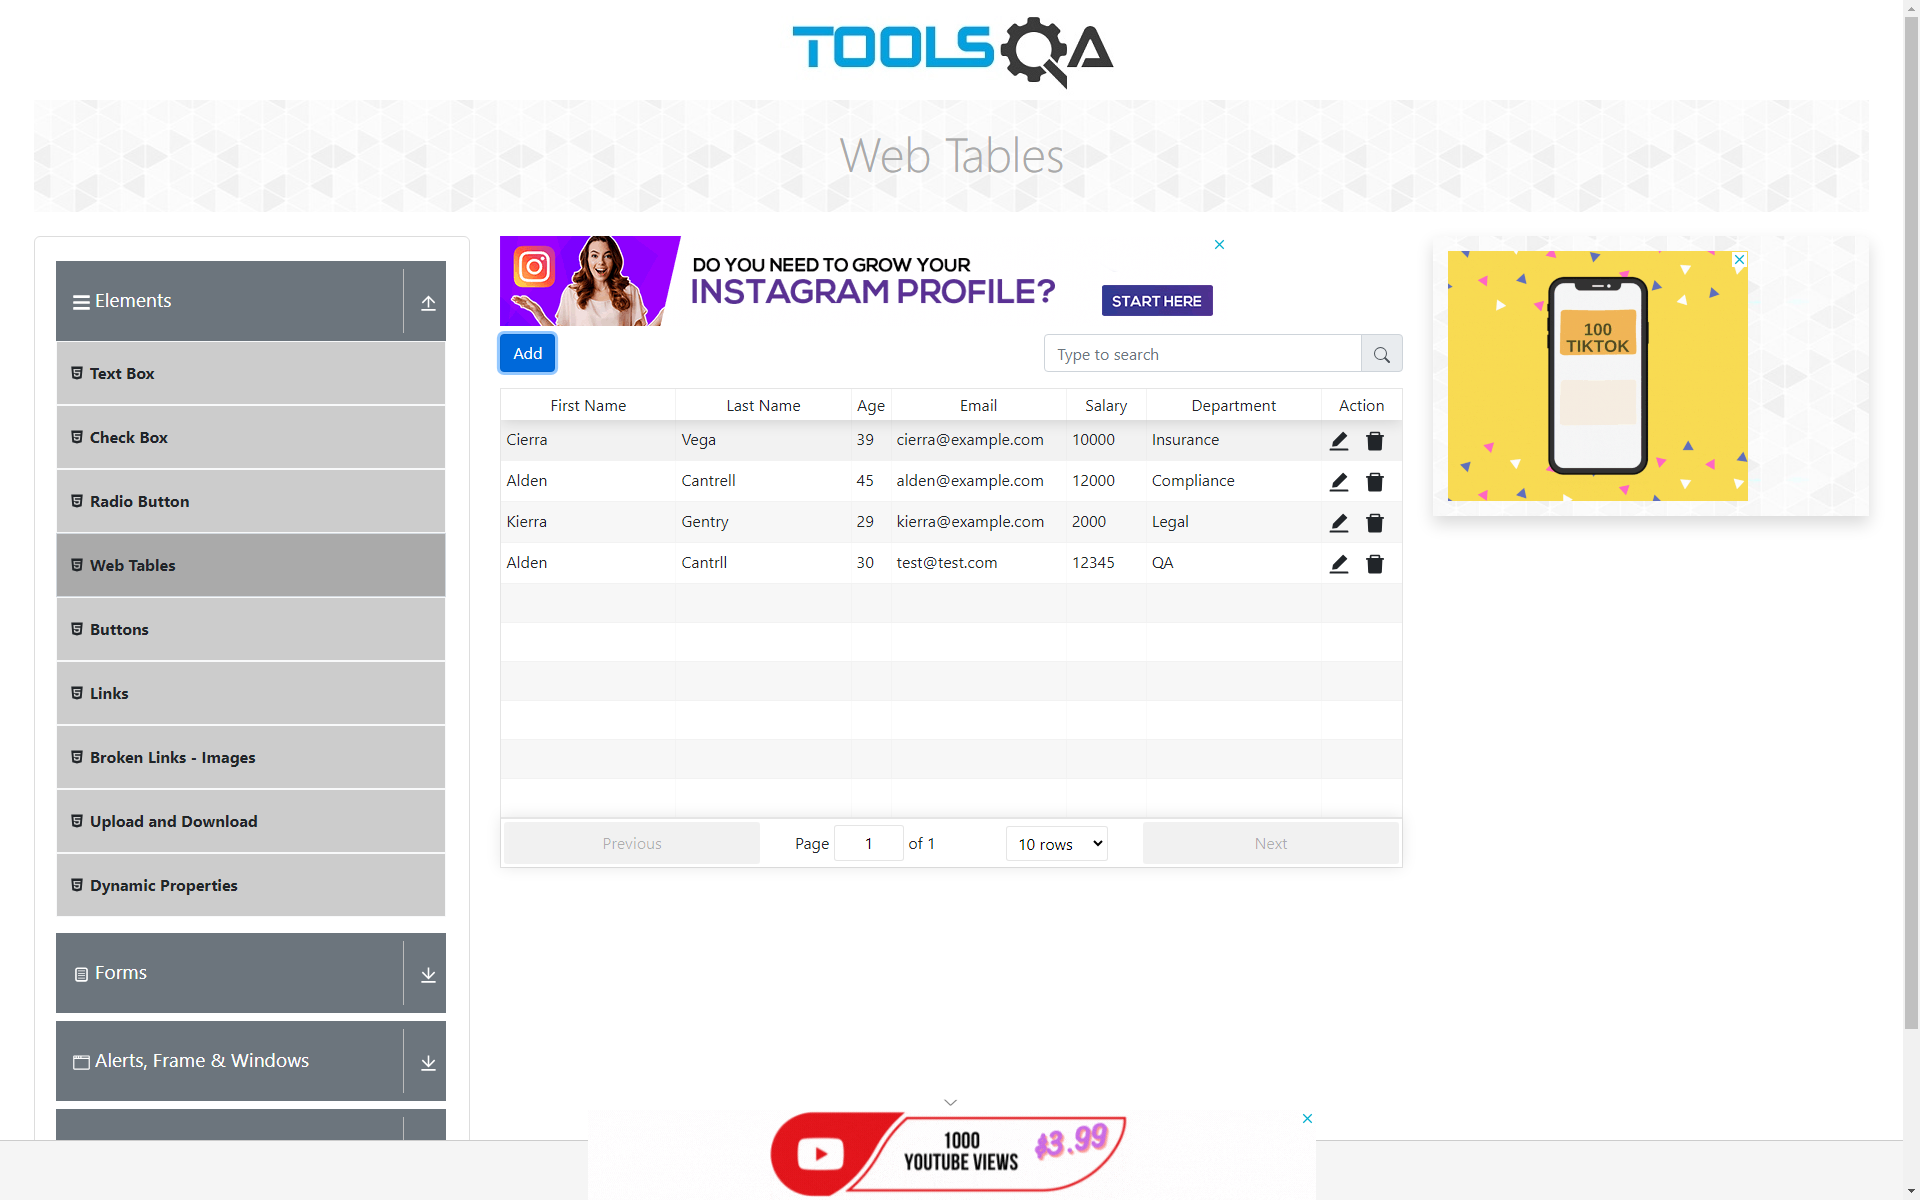 TOOLSQA
Web Tables
Elements
Text Box
Check Box
Radio Button
Web Tables
Buttons
Links
Broken Links - Images
Upload and Download
Dynamic Properties
Forms
Alerts, Frame & Windows
DO YOU NEED TO GROW YOUR
INSTAGRAM PROFILE?
START HERE
Add
Type to search
First Name Last Name Age Email Salary Department Action
Cierra Vega 39 cierra@example.com 10000 Insurance
Alden Cantrell 45 alden@example.com 12000 Compliance
Kierra Gentry 29 kierra@example.com 2000 Legal
Alden Cantrll 30 test@test.com 12345 QA
Previous Page 1 of 1 10 rows Next
100
TIKTOK
1000
YOUTUBE VIEWS
£3.99